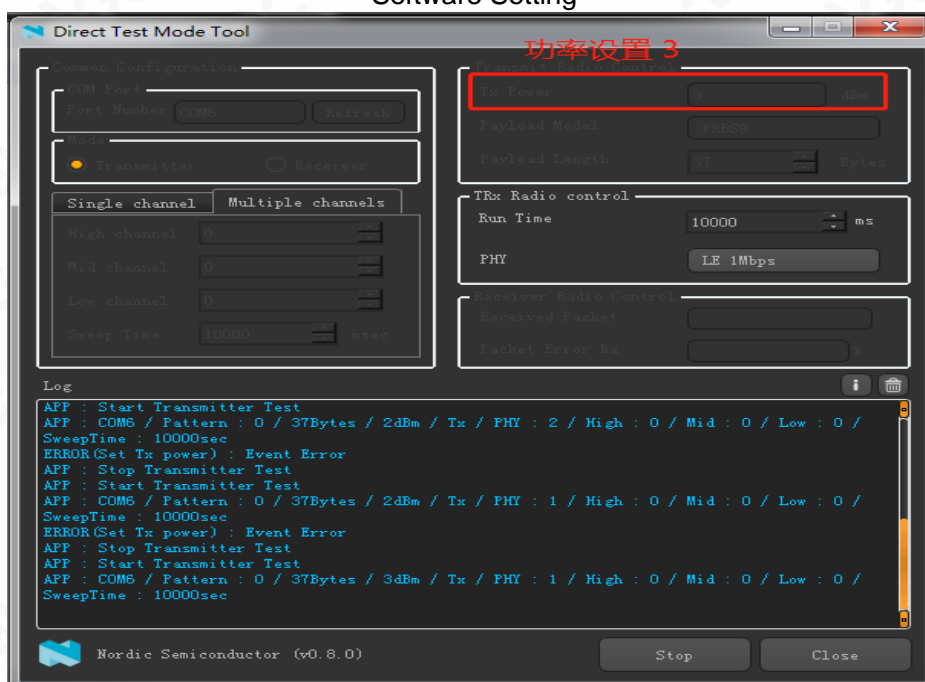 Software Setting
Direct Test Mode Tool
功率设置 3
Common Configuration
COM Port
Port Number COM6 Refresh
Mode
Transmitter Receiver
Single channel Multiple channels
High channel 0
Mid channel 0
Low channel 0
Sweep Time 10000 msec
Transmit Radio Control
Tx Power 3 dBm
Payload Model PRBS9
Payload Length 37 Bytes
TRx Radio control
Run Time 10000 ms
PHY LE 1Mbps
Receiver Radio Control
Received Packet
Packet Error Ra %
Log
APP : Start Transmitter Test
APP : COM6 / Pattern : 0 / 37Bytes / 2dBm / Tx / PHY : 2 / High : 0 / Mid : 0 / Low : 0 /
SweepTime : 10000sec
ERROR(Set Tx power) : Event Error
APP : Stop Transmitter Test
APP : Start Transmitter Test
APP : COM6 / Pattern : 0 / 37Bytes / 2dBm / Tx / PHY : 1 / High : 0 / Mid : 0 / Low : 0 /
SweepTime : 10000sec
ERROR(Set Tx power) : Event Error
APP : Stop Transmitter Test
APP : Start Transmitter Test
APP : COM6 / Pattern : 0 / 37Bytes / 3dBm / Tx / PHY : 1 / High : 0 / Mid : 0 / Low : 0 /
SweepTime : 10000sec
Nordic Semiconductor (v0.8.0)
Stop Close